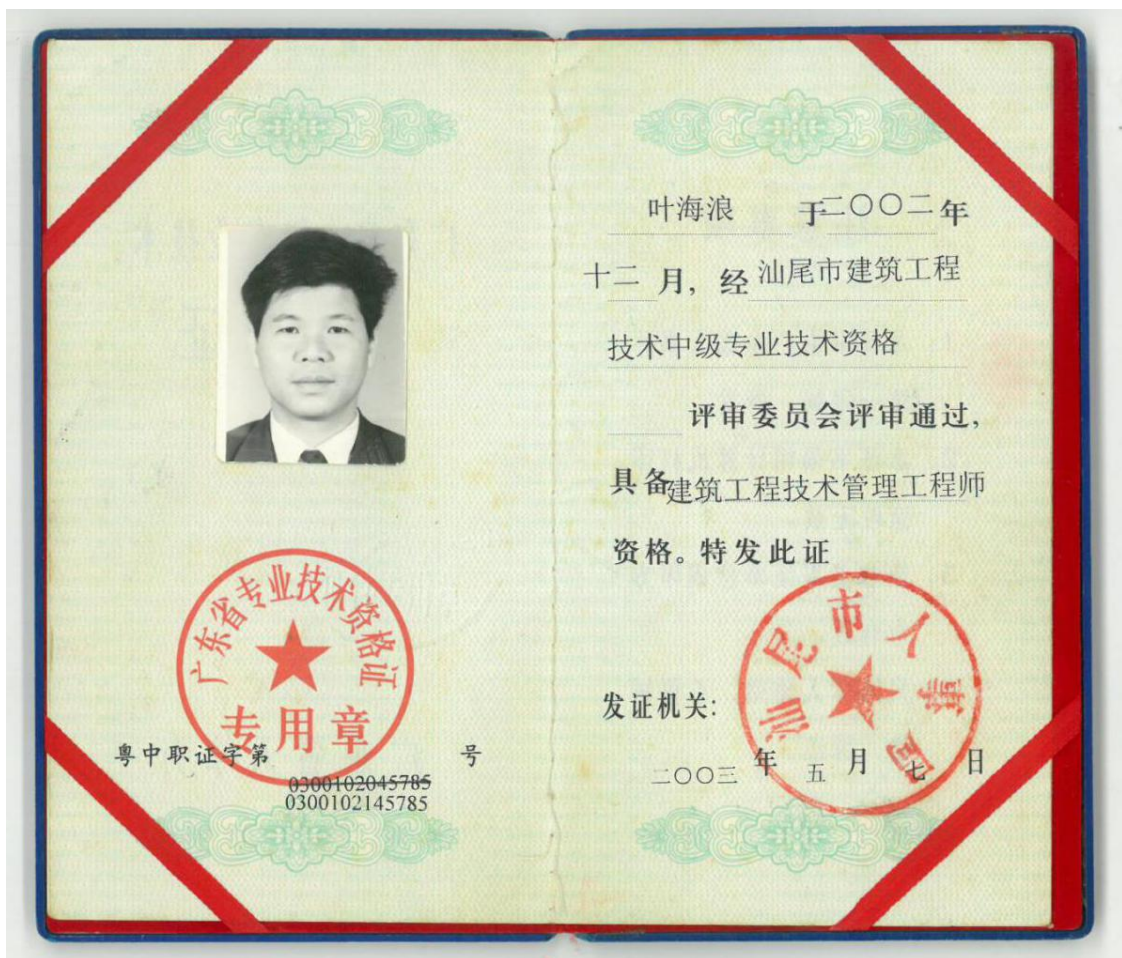 广东省专业技术资格证
专用章
粤中职证字第 号
0300102045785
0300102145785
叶海浪 于二〇〇二年
十二月，经汕尾市建筑工程
技术中级专业技术资格
评审委员会评审通过，
具备建筑工程技术管理工程师
资格。特发此证
汕尾市人事局
发证机关：
二〇〇三年五月七日